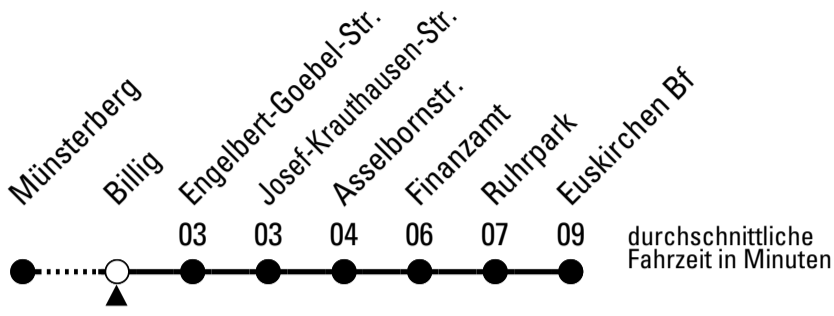 Münsterberg
Billig
Engelbert-Goebel-Str.
Josef-Krauthausen-Str.
Asselbornstr.
Finanzamt
Ruhrpark
Euskirchen Bf
03 03 04 06 07 09
durchschnittliche
Fahrzeit in Minuten